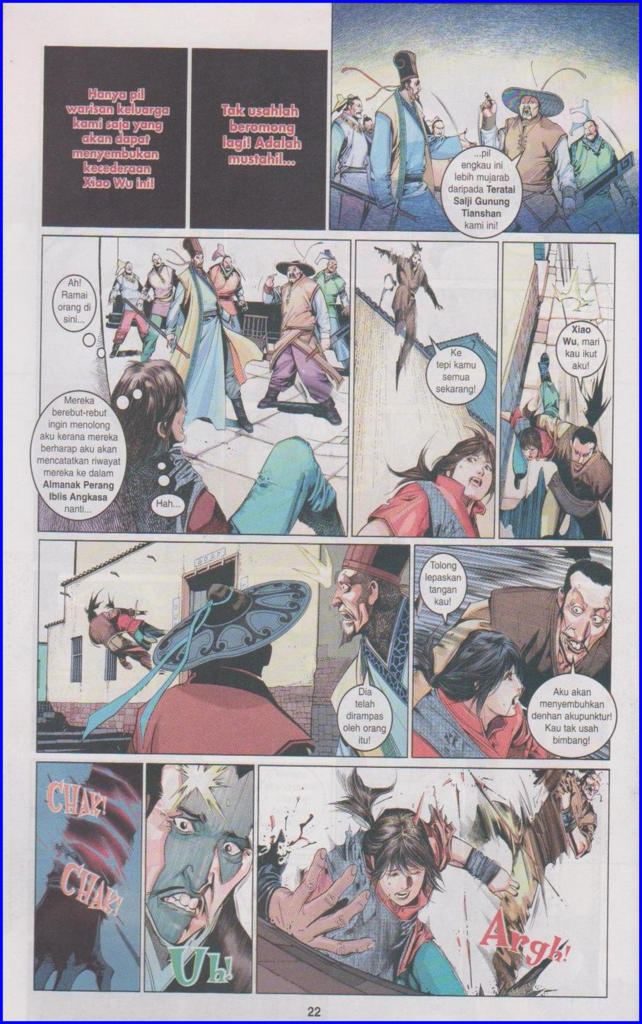 Hanya pil
warisan keluarga
kami saja yang
akan dapat
menyembukan
kecederaan
Xiao Wu ini!
Tak usahlah
beromong
lagi! Adalah
mustahil...
...pil
engkau ini
lebih mujarab
daripada Teratai
Salji Gunung
Tianshan
kami ini!
Ah!
Ramai
orang di
sini...
Mereka
berebut-rebut
ingin menolong
aku kerana mereka
berharap aku akan
mencatatkan riwayat
mereka ke dalam
Almanak Perang
Iblis Angkasa
nanti...
Hah...
Ke
tepi kamu
semua
sekarang!
Xiao
Wu, mari
kau ikut
aku!
Dia
telah
dirampas
oleh orang
itu!
Tolong
lepaskan
tangan
kau!
Aku akan
menyembuhkan
denhan akupunktur!
Kau tak usah
bimbang!
CHAK!
CHAK!
Uh!
Argh!
22